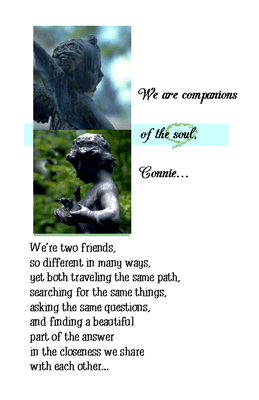 We are companions
of the soul,
Connie...
We're two friends,
so different in many ways,
yet both traveling the same path,
searching for the same things,
asking the same questions,
and finding a beautiful
part of the answer
in the closeness we share
with each other...